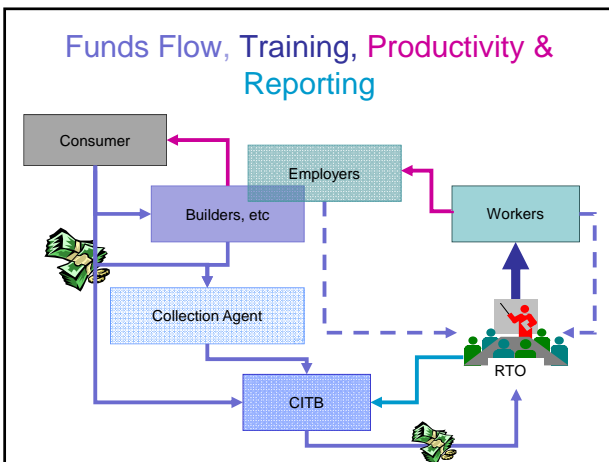 Funds Flow, Training, Productivity &
Reporting
Consumer
Employers
Builders, etc
Workers
Collection Agent
RTO
CITB